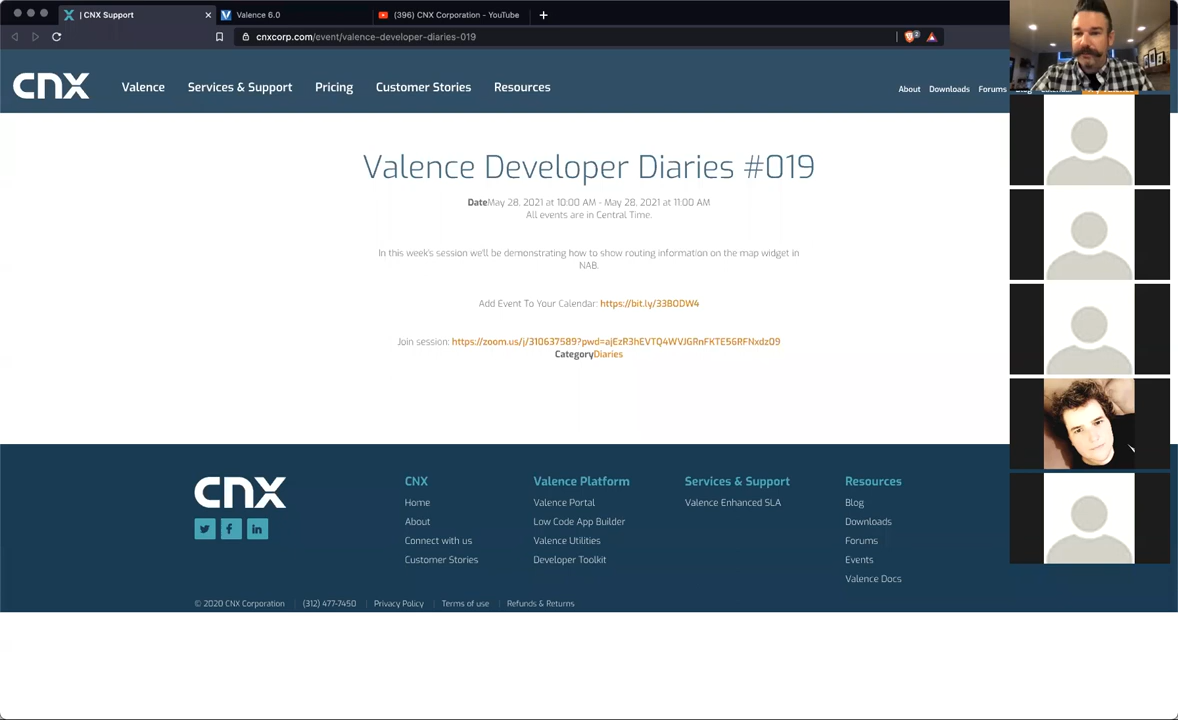 | CNX Support
Valence 6.0
(396) CNX Corporation - YouTube
cnxcorp.com/event/valence-developer-diaries-019
2
CNX
Valence
Services & Support
Pricing
Customer Stories
Resources
About
Downloads
Forums
Valence Developer Diaries #019
DateMay 28, 2021 at 10:00 AM - May 28, 2021 at 11:00 AM
All events are in Central Time.
In this week's session we'll be demonstrating how to show routing information on the map widget in
NAB.
Add Event To Your Calendar: https://bit.ly/33BODW4
Join session: https://zoom.us/j/310637589?pwd=ajEzR3hEVTQ4WVJGRnFKTE56RFNxdz09
CategoryDiaries
CNX
CNX
Home
About
Connect with us
Customer Stories
Valence Platform
Valence Portal
Low Code App Builder
Valence Utilities
Developer Toolkit
Services & Support
Valence Enhanced SLA
Resources
Blog
Downloads
Forums
Events
Valence Docs
© 2020 CNX Corporation
(312) 477-7450
Privacy Policy
Terms of use
Refunds & Returns